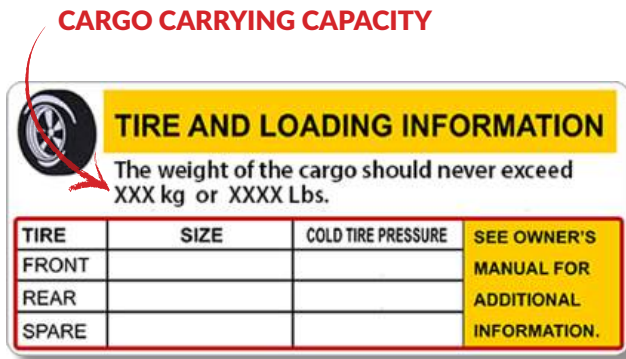 CARGO CARRYING CAPACITY
TIRE AND LOADING INFORMATION
The weight of the cargo should never exceed
XXX kg or XXXX Lbs.
TIRE SIZE COLD TIRE PRESSURE SEE OWNER'S
FRONT MANUAL FOR
REAR ADDITIONAL
SPARE INFORMATION.